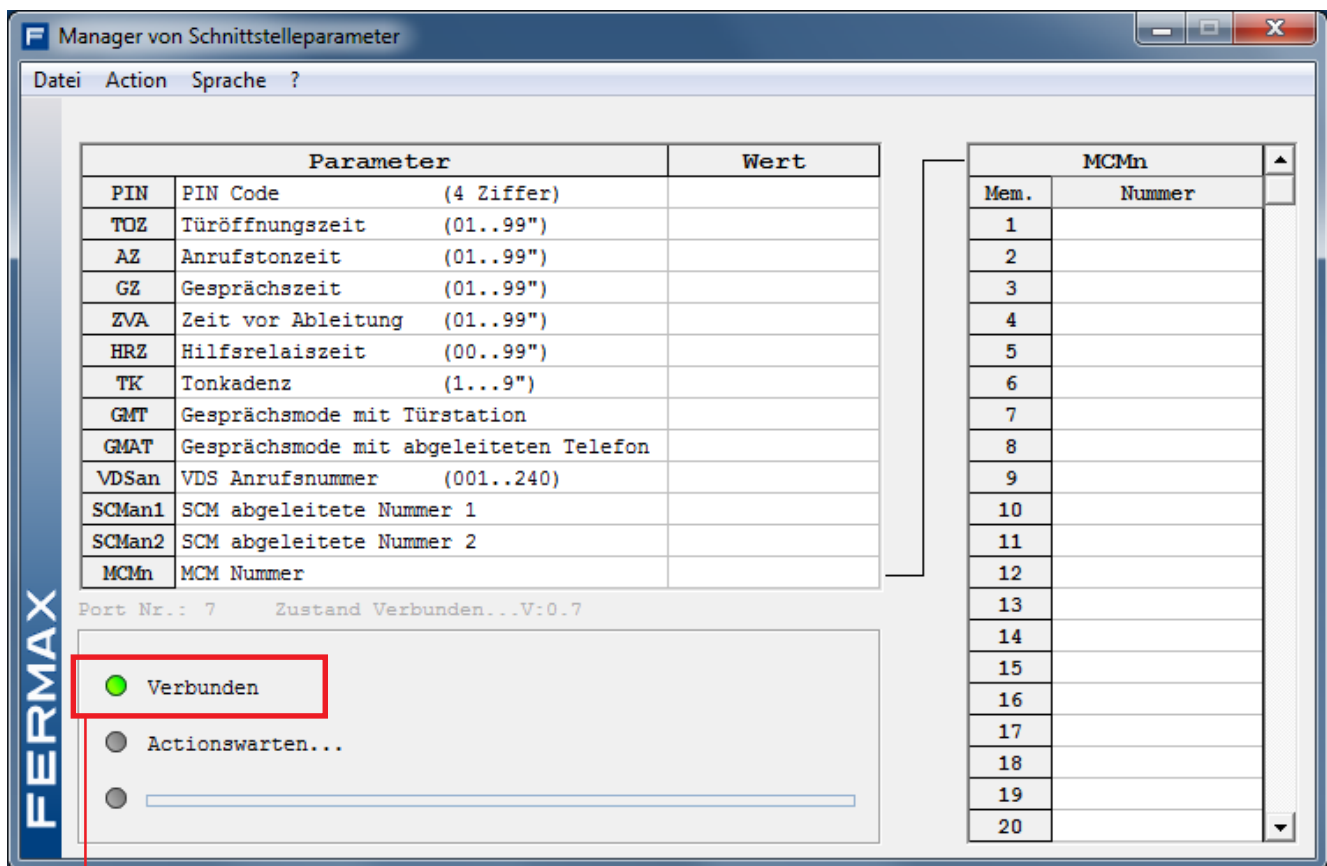 F Manager von Schnittstelleparameter
Datei Action Sprache ?
Parameter Wert
PIN PIN Code (4 Ziffer)
TOZ Türöffnungszeit (01..99")
AZ Anrufstonzeit (01..99")
GZ Gesprächszeit (01..99")
ZVA Zeit vor Ableitung (01..99")
HRZ Hilfsrelaiszeit (00..99")
TK Tonkadenz (1...9")
GMT Gesprächsmode mit Türstation
GMAT Gesprächsmode mit abgeleiteten Telefon
VDSan VDS Anrufsnummer (001..240)
SCMan1 SCM abgeleitete Nummer 1
SCMan2 SCM abgeleitete Nummer 2
MCMn MCM Nummer
Port Nr.: 7 Zustand Verbunden...V:0.7
Verbunden
Actionswarten...
MCMn
Mem. Nummer
1
2
3
4
5
6
7
8
9
10
11
12
13
14
15
16
17
18
19
20
FERMAX